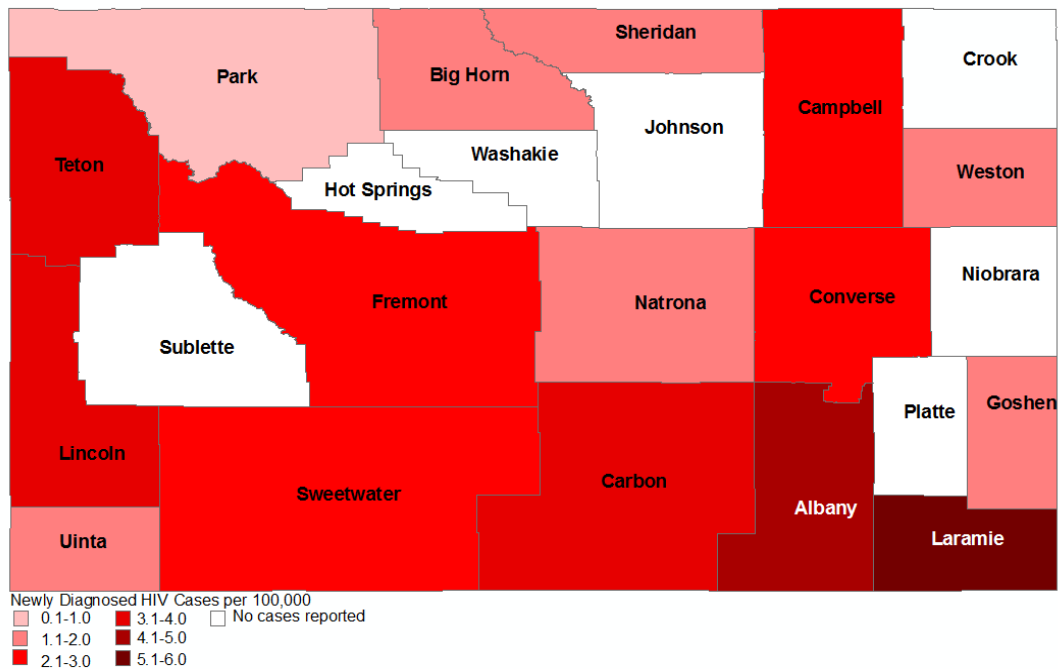 Sheridan
Crook
Park
Big Horn
Campbell
Johnson
Washakie
Teton
Weston
Hot Springs
Niobrara
Fremont
Natrona
Converse
Sublette
Goshen
Platte
Lincoln
Carbon
Sweetwater
Albany
Laramie
Uinta
Newly Diagnosed HIV Cases per 100,000
0.1-1.0 3.1-4.0 No cases reported
1.1-2.0 4.1-5.0
2.1-3.0 5.1-6.0